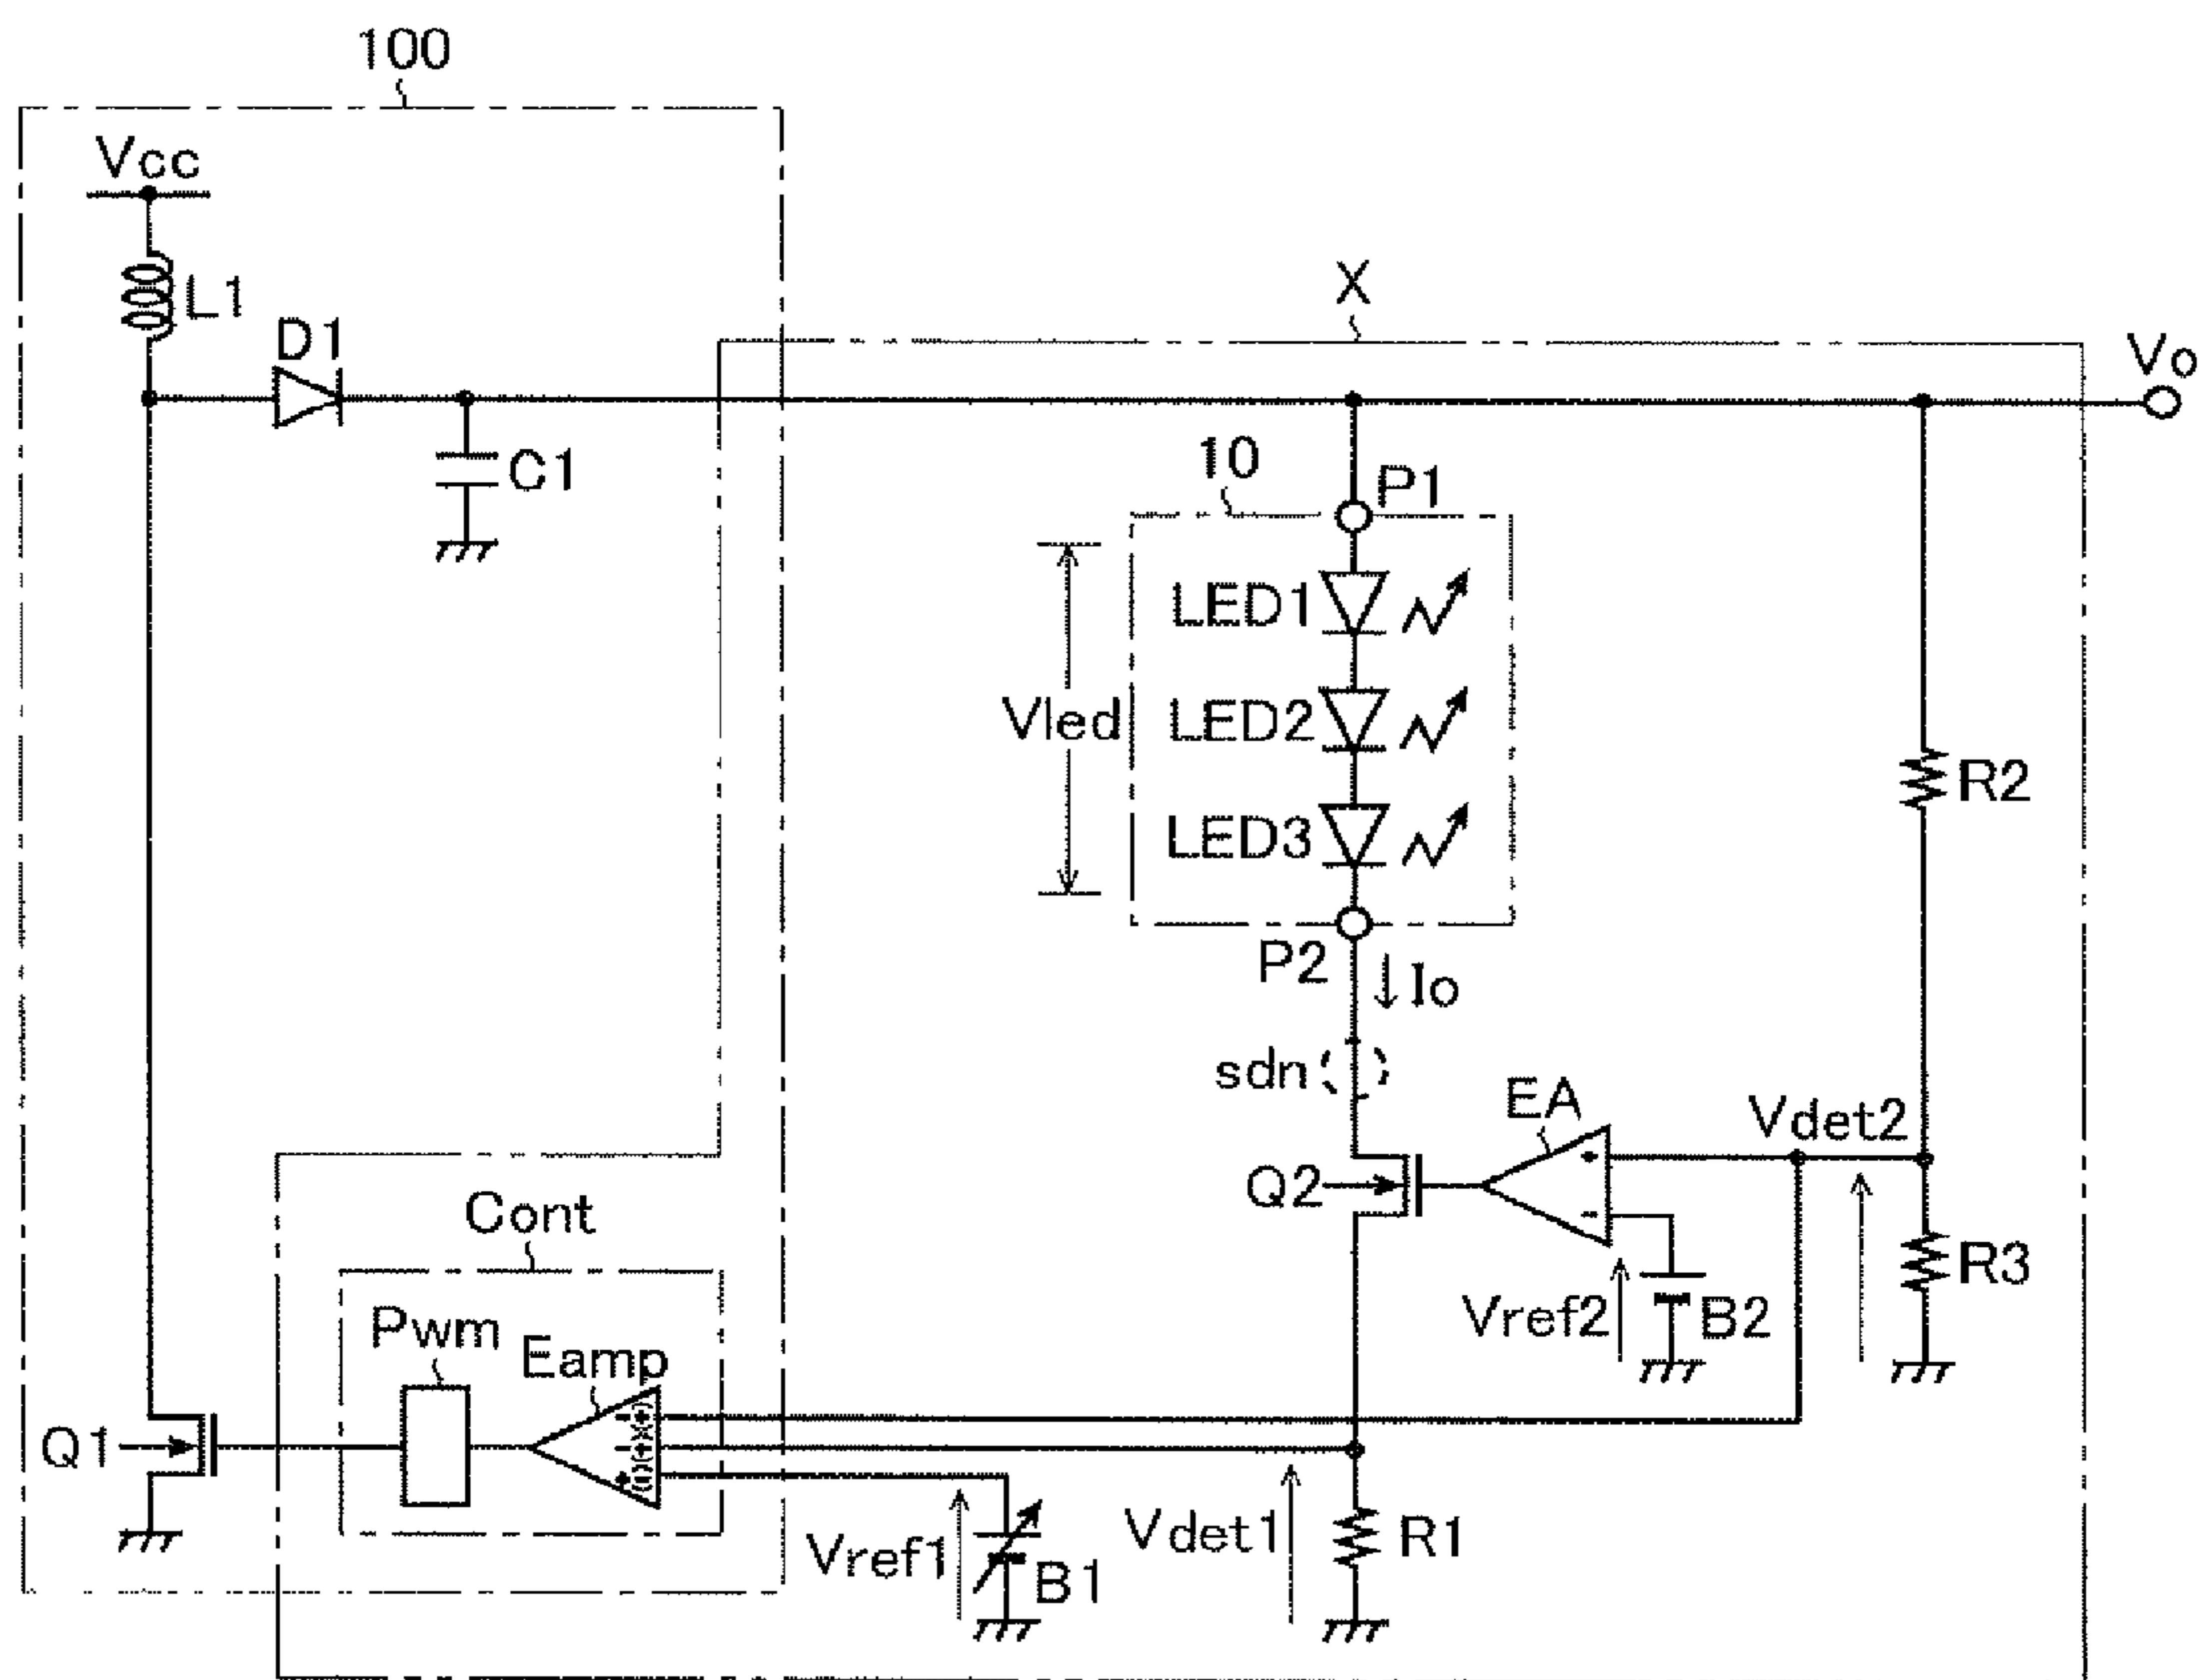 100
Vcc
L1
D1
C1
X
Vo
10
P1
LED1
Vled
LED2
LED3
R2
P2
Io
sdn
EA
Vdet2
Q2
+
-
Cont
Pwm
Eamp
Vref2
B2
R3
Q1
-(+)
-(+)
+(-)
Vref1
B1
Vdet1
R1